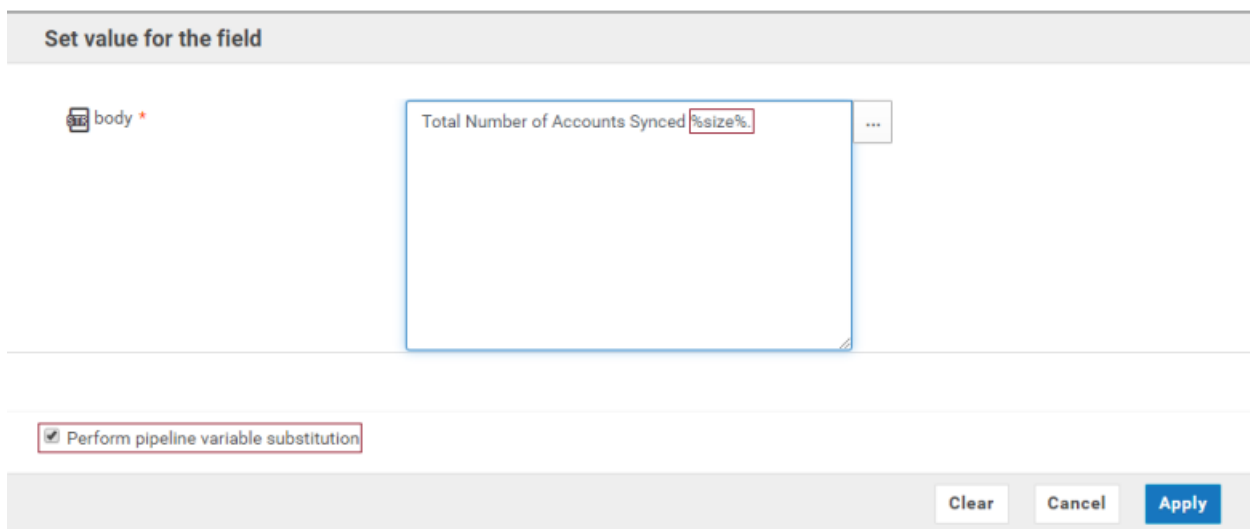 Set value for the field
STR body *
Total Number of Accounts Synced %size%.
...
Perform pipeline variable substitution
Clear Cancel Apply